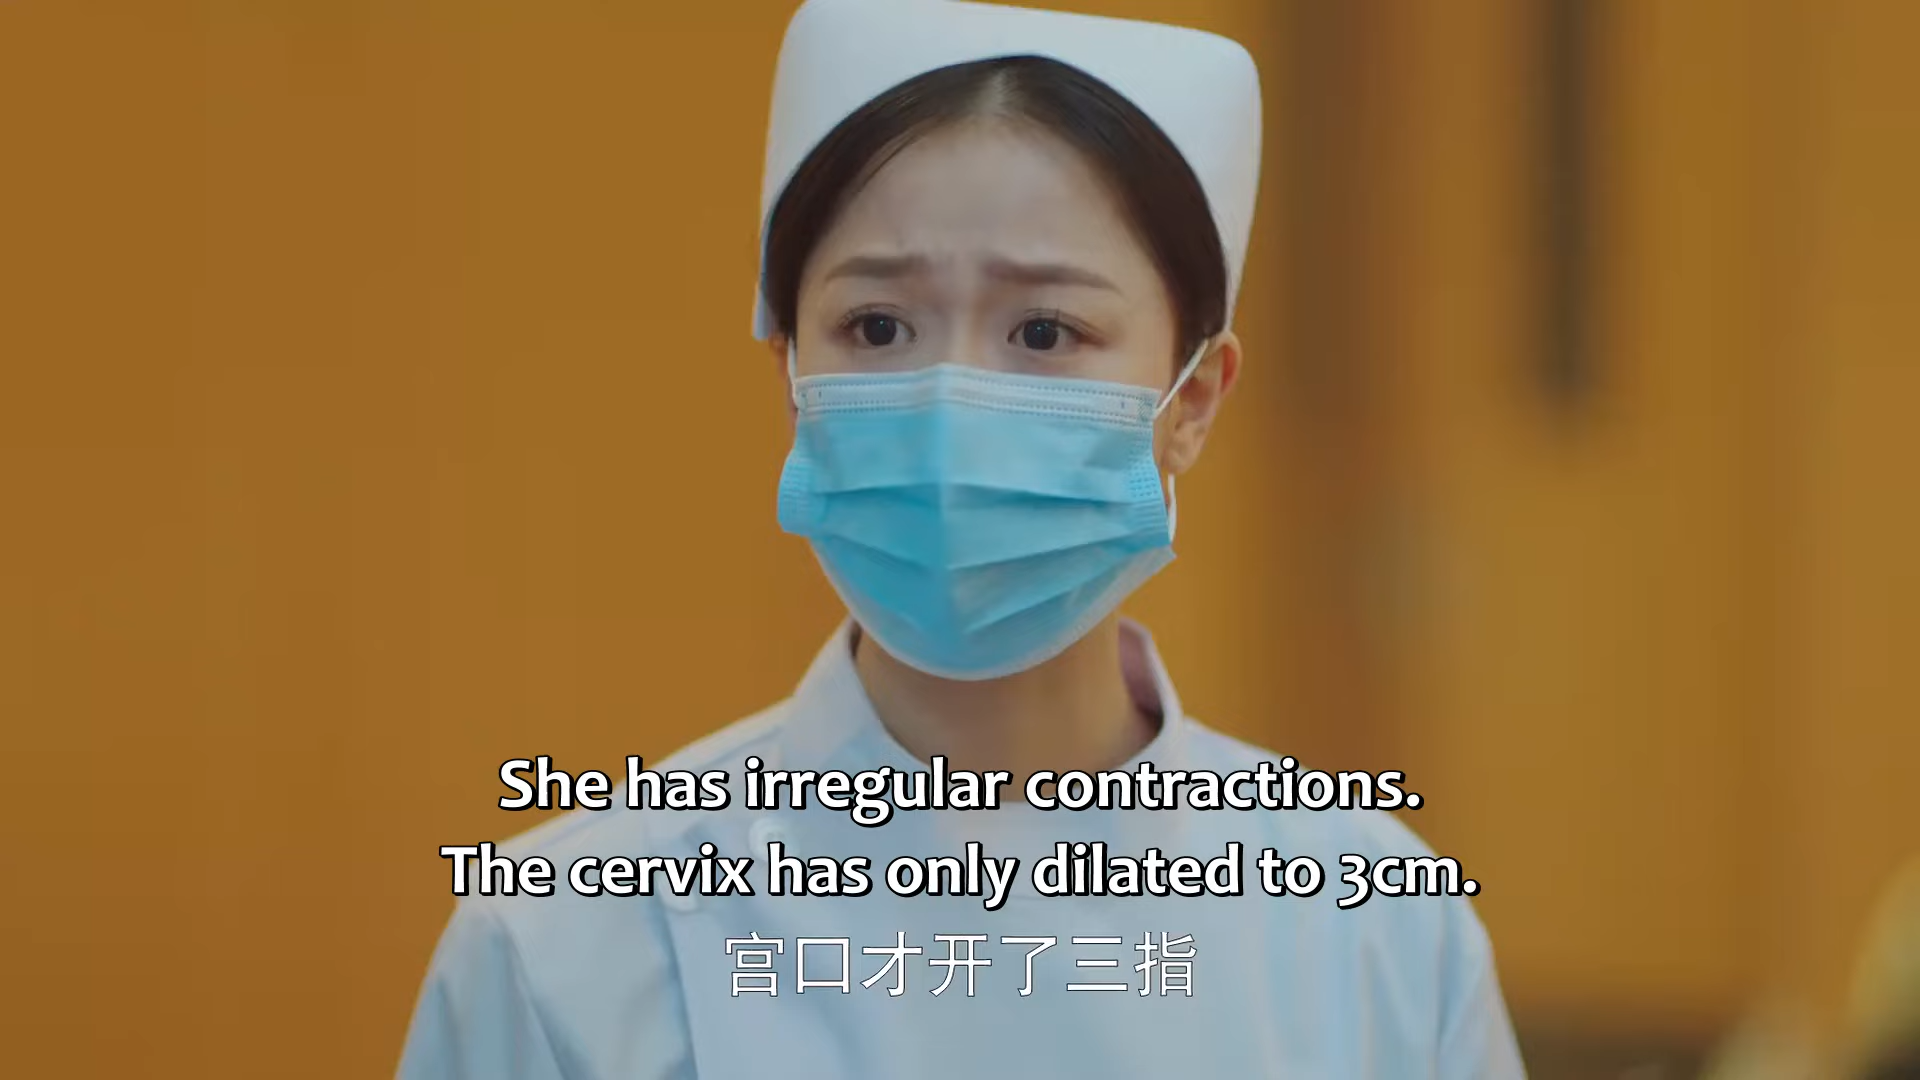 She has irregular contractions.
The cervix has only dilated to 3cm.
宫口才开了三指